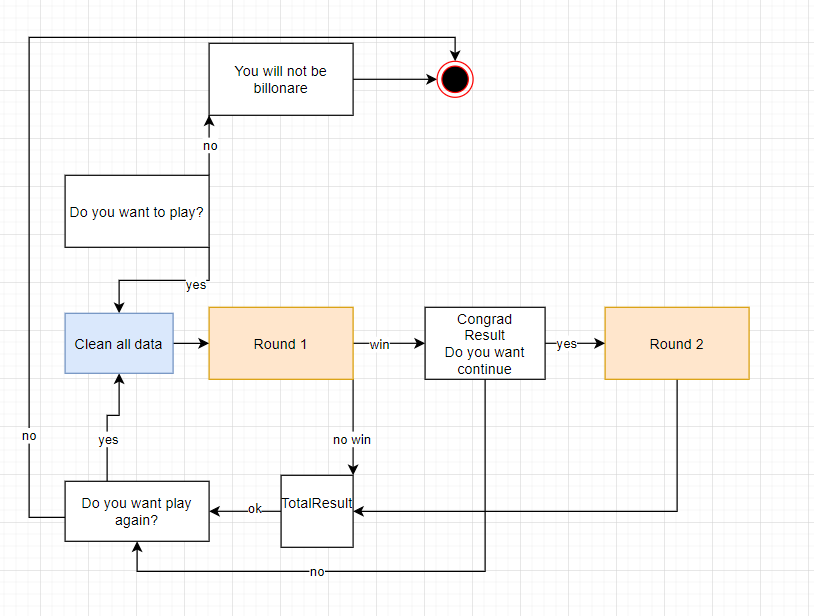 You will not be
billonare
no
Do you want to play?
yes
Clean all data
Round 1
win
Congrad
Result
Do you want
continue
yes
Round 2
no
yes
no win
Do you want play
again?
ok
TotalResult
no